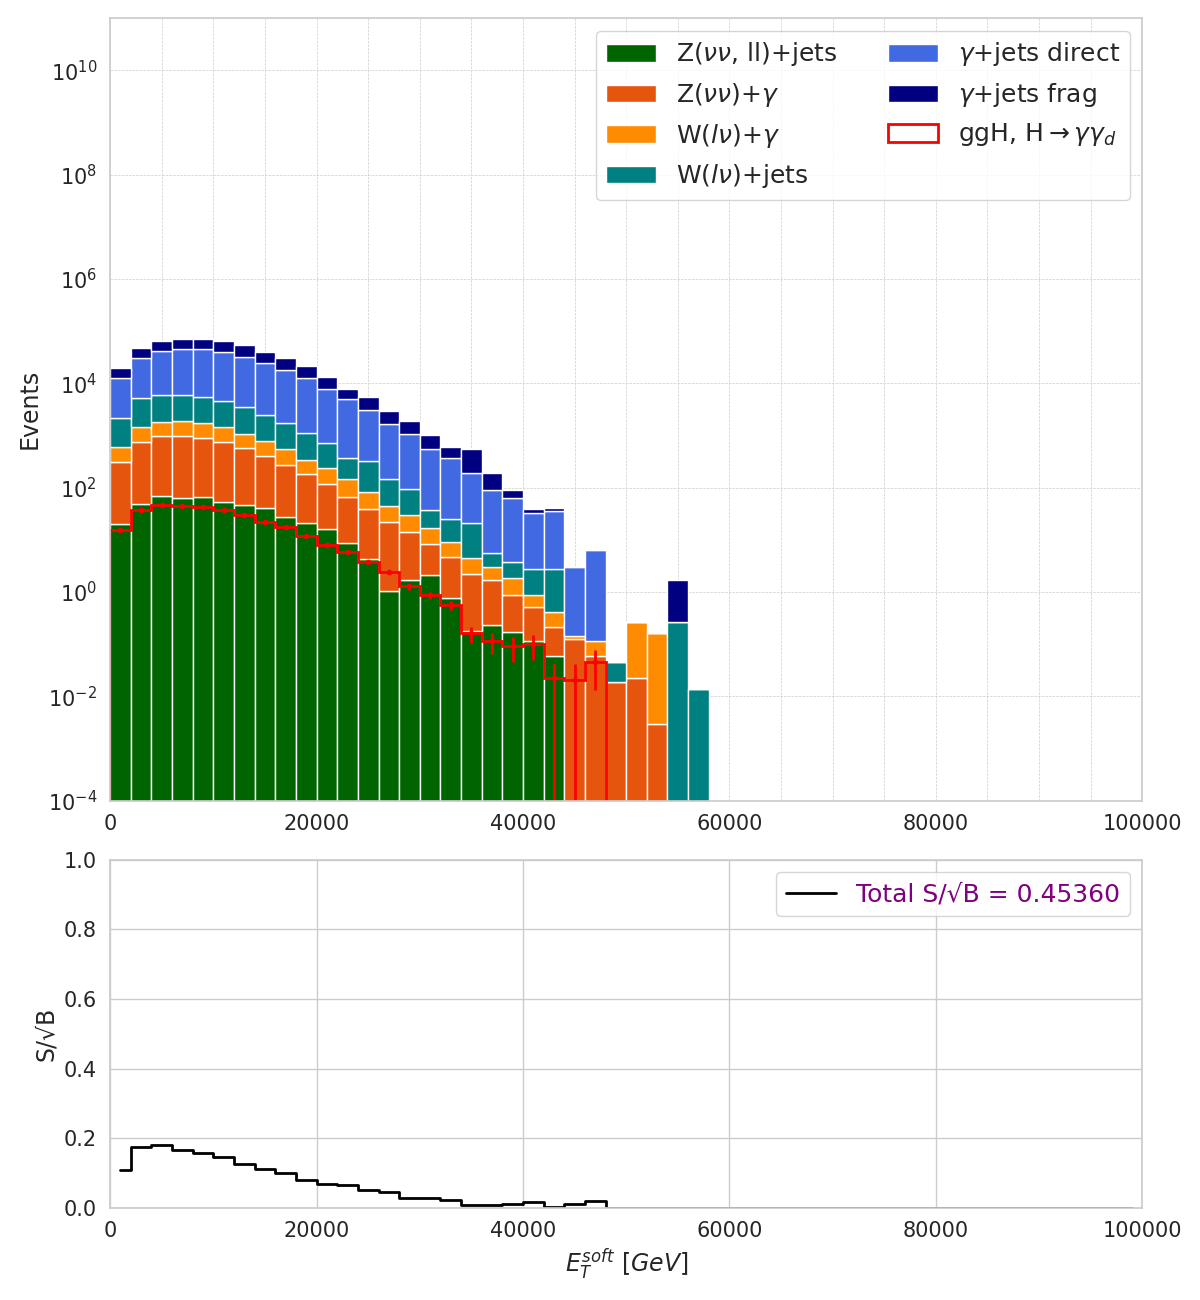 Z(νν, ll)+jets
Z(νν)+γ
W(lν)+γ
W(lν)+jets
γ+jets direct
γ+jets frag
ggH, H→γγ_d
Events
10^10
10^8
10^6
10^4
10^2
10^0
10^−2
10^−4
0 20000 40000 60000 80000 100000
Total S/√B = 0.45360
S/√B
1.0
0.8
0.6
0.4
0.2
0.0
0 20000 40000 60000 80000 100000
E_T^soft [GeV]